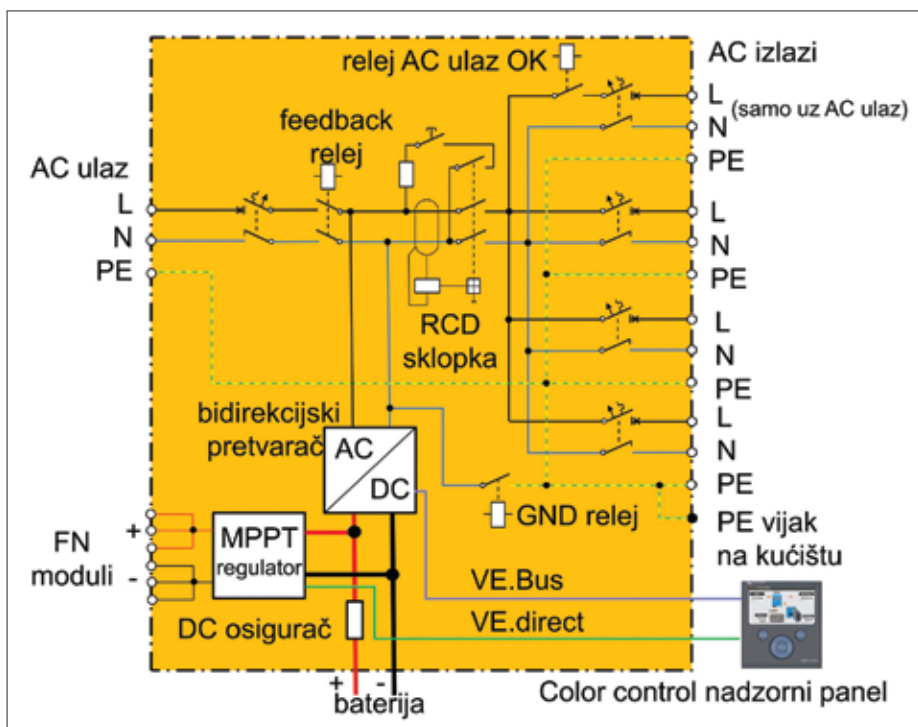 relej AC ulaz OK
AC izlazi
L
(samo uz AC ulaz)
N
PE
feedback
relej
AC ulaz
L
N
PE
L
N
PE
RCD
sklopka
L
N
PE
bidirekcijski
pretvarač
AC
DC
L
N
PE
GND relej
PE vijak
na kućištu
FN
moduli
+
-
MPPT
regulator
VE.Bus
VE.direct
DC osigurač
+
-
baterija
Color control nadzorni panel